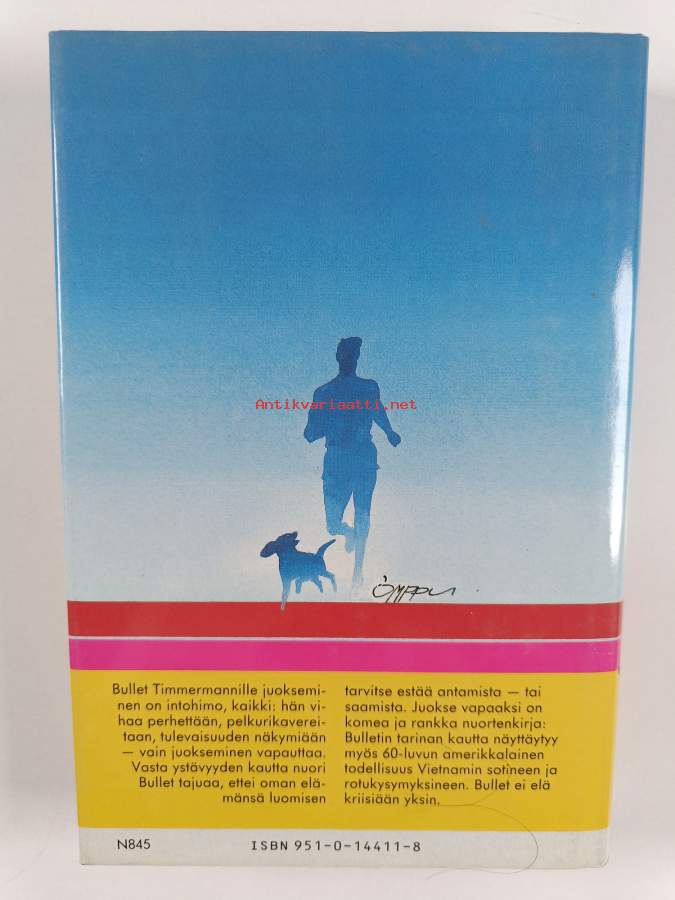 Antikvariaatti.net
Ömppu
Bullet Timmermannille juoksemi-
nen on intohimo, kaikki: hän vi-
haa perhettään, pelkurikaverei-
taan, tulevaisuuden näkymiään
— vain juokseminen vapauttaa.
Vasta ystävyyden kautta nuori
Bullet tajuaa, ettei oman elä-
mänsä luomisen
tarvitse estää antamista — tai
saamista. Juokse vapaaksi on
komea ja rankka nuortenkirja:
Bulletin tarinan kautta näyttäytyy
myös 60-luvun amerikkalainen
todellisuus Vietnamin sotineen ja
rotukysymyksineen. Bullet ei elä
kriisiään yksin.
N845
ISBN 951-0-14411-8